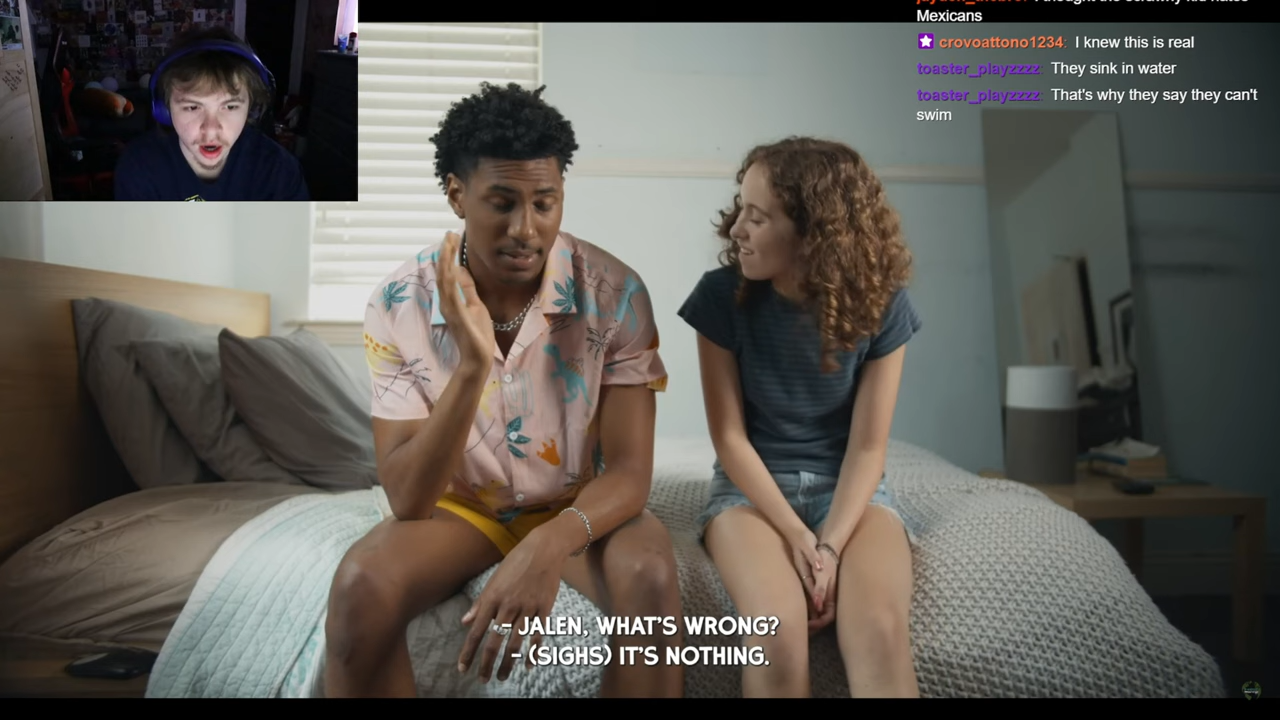 Mexicans
crovoattono1234: I knew this is real
toaster_playzzzz: They sink in water
toaster_playzzzz: That's why they say they can't
swim
- JALEN, WHAT'S WRONG?
- (SIGHS) IT'S NOTHING.